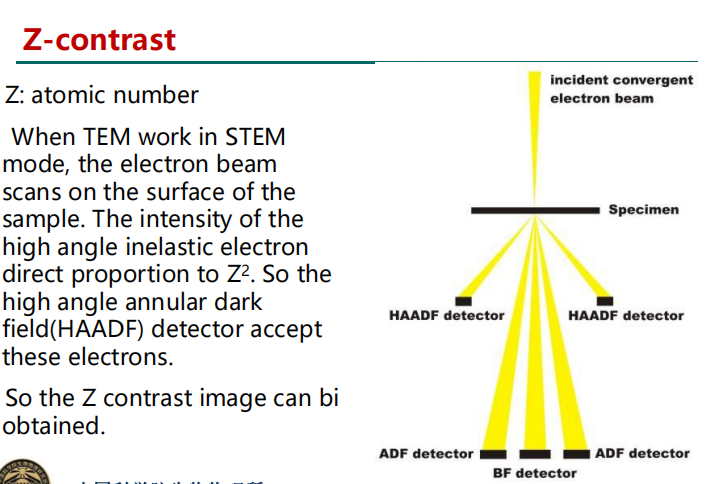 Z-contrast
Z: atomic number
When TEM work in STEM
mode, the electron beam
scans on the surface of the
sample. The intensity of the
high angle inelastic electron
direct proportion to Z². So the
high angle annular dark
field(HAADF) detector accept
these electrons.
So the Z contrast image can bi
obtained.
incident convergent
electron beam
Specimen
HAADF detector
HAADF detector
ADF detector
ADF detector
BF detector